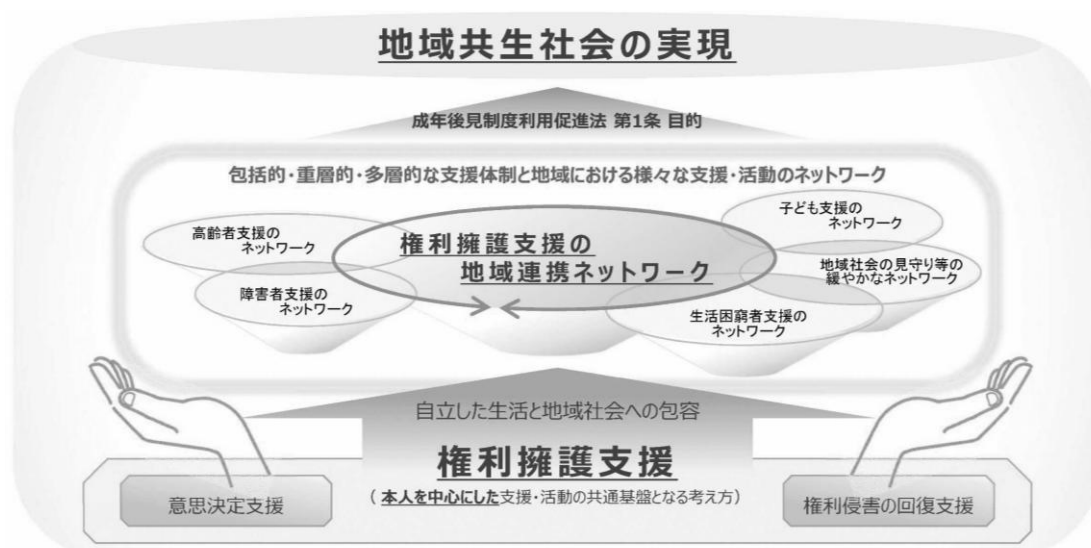 地域共生社会の実現
成年後見制度利用促進法 第1条 目的
包括的・重層的・多層的な支援体制と地域における様々な支援・活動のネットワーク
高齢者支援の
ネットワーク
障害者支援の
ネットワーク
権利擁護支援の
地域連携ネットワーク
子ども支援の
ネットワーク
地域社会の見守り等の
緩やかなネットワーク
生活困窮者支援の
ネットワーク
自立した生活と地域社会への包容
権利擁護支援
(本人を中心にした支援・活動の共通基盤となる考え方)
意思決定支援
権利侵害の回復支援